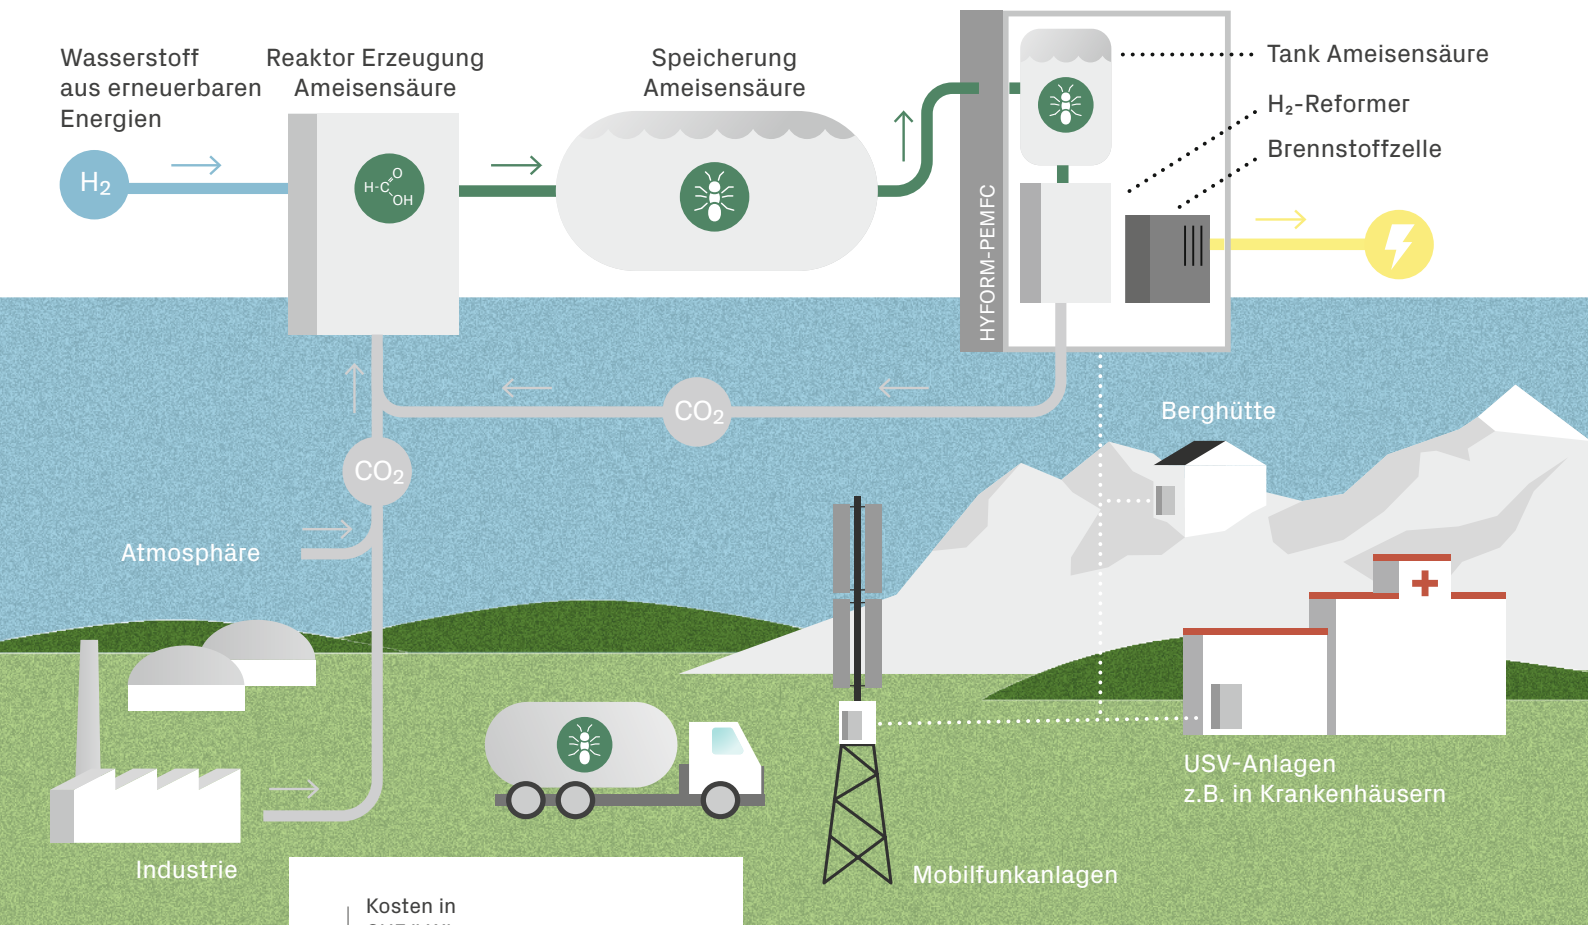 Wasserstoff
aus erneuerbaren
Energien
H₂
Reaktor Erzeugung
Ameisensäure
H-C
O
OH
Speicherung
Ameisensäure
HYFORM-PEMFC
Tank Ameisensäure
H₂-Reformer
Brennstoffzelle
CO₂
CO₂
Atmosphäre
Industrie
Berghütte
USV-Anlagen
z.B. in Krankenhäusern
Mobilfunkanlagen
Kosten in